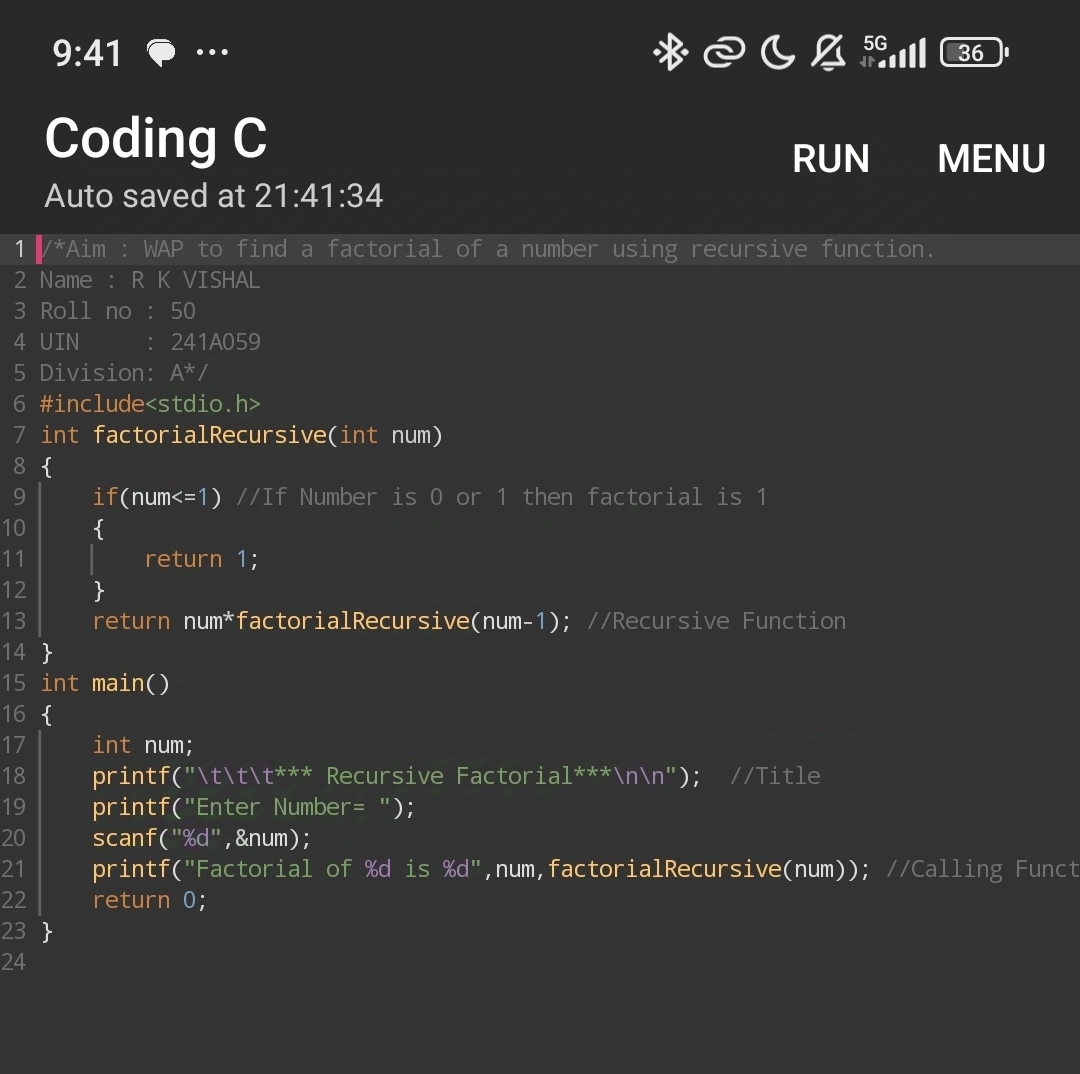 9:41 ... 5G 36
Coding C
RUN MENU
Auto saved at 21:41:34
1 /*Aim : WAP to find a factorial of a number using recursive function.
2 Name : R K VISHAL
3 Roll no : 50
4 UIN     : 241A059
5 Division: A*/
6 #include<stdio.h>
7 int factorialRecursive(int num)
8 {
9     if(num<=1) //If Number is 0 or 1 then factorial is 1
10     {
11         return 1;
12     }
13     return num*factorialRecursive(num-1); //Recursive Function
14 }
15 int main()
16 {
17     int num;
18     printf("\t\t\t*** Recursive Factorial***\n\n");  //Title
19     printf("Enter Number= ");
20     scanf("%d",&num);
21     printf("Factorial of %d is %d",num,factorialRecursive(num)); //Calling Funct
22     return 0;
23 }
24